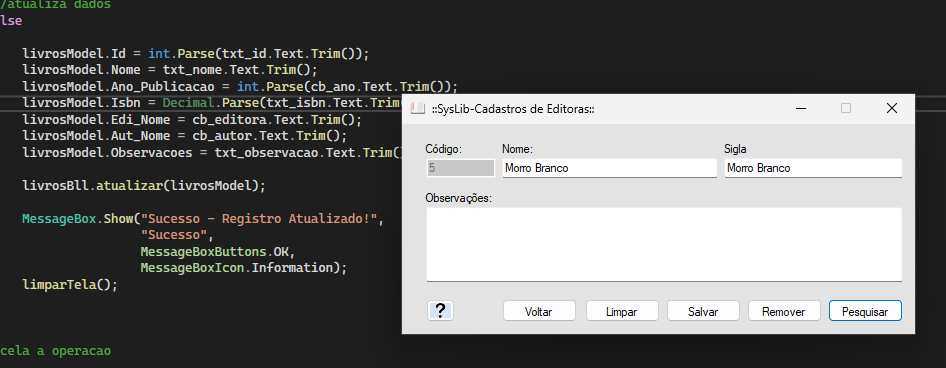 /atualiza dados
lse
livrosModel.Id = int.Parse(txt_id.Text.Trim());
livrosModel.Nome = txt_nome.Text.Trim();
livrosModel.Ano_Publicacao = int.Parse(cb_ano.Text.Trim());
livrosModel.Isbn = Decimal.Parse(txt_isbn.Text.Trim(
livrosModel.Edi_Nome = cb_editora.Text.Trim();
livrosModel.Aut_Nome = cb_autor.Text.Trim();
livrosModel.Observacoes = txt_observacao.Text.Trim()
livrosBll.atualizar(livrosModel);
MessageBox.Show("Sucesso - Registro Atualizado!",
"Sucesso",
MessageBoxButtons.OK,
MessageBoxIcon.Information);
limparTela();
cela a operacao
::SysLib-Cadastros de Editoras::
Código: Nome: Sigla
5 Morro Branco Morro Branco
Observações:
? Voltar Limpar Salvar Remover Pesquisar